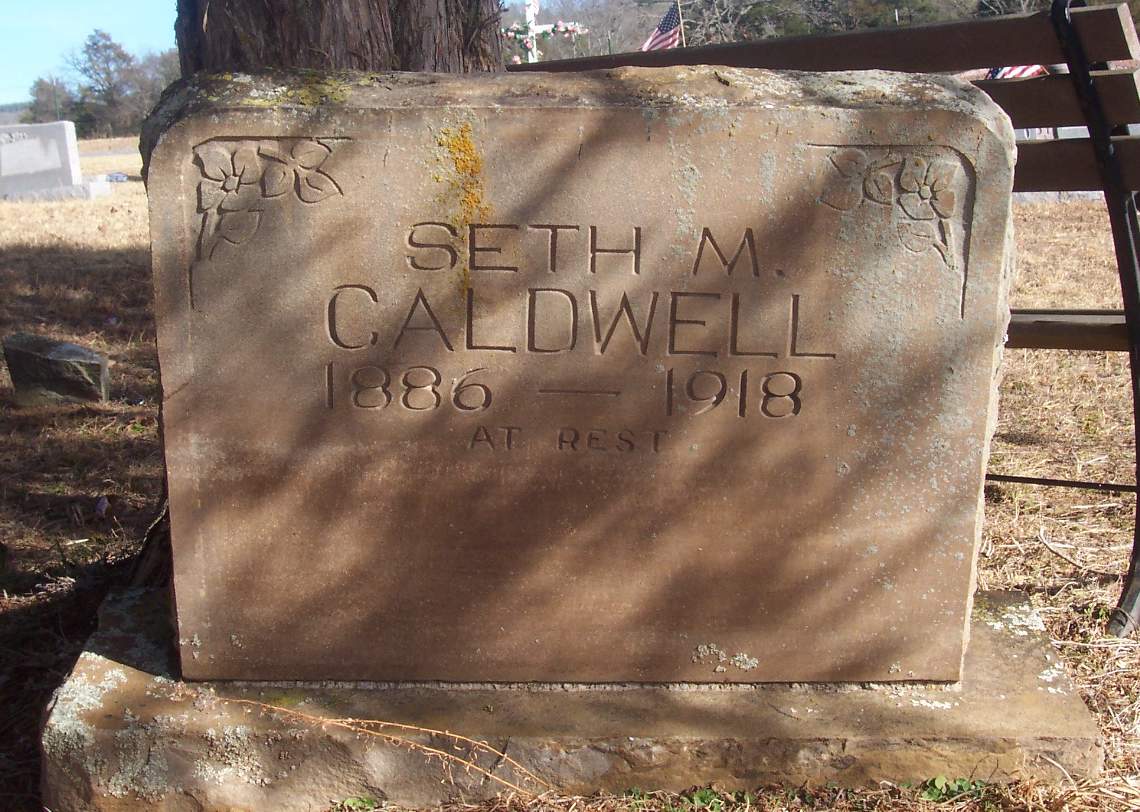 SETH M.
CALDWELL
1886 — 1918
AT REST